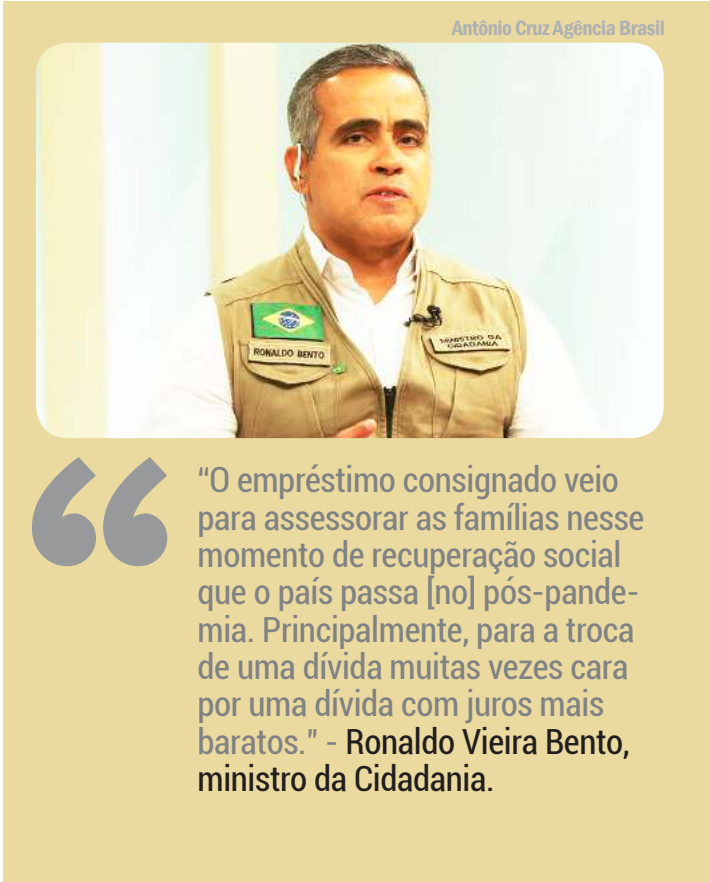 Antônio Cruz Agência Brasil
RONALDO BENTO
MINISTRO DA
CIDADANIA
“O empréstimo consignado veio
para assessorar as famílias nesse
momento de recuperação social
que o país passa [no] pós-pande-
mia. Principalmente, para a troca
de uma dívida muitas vezes cara
por uma dívida com juros mais
baratos.” - Ronaldo Vieira Bento,
ministro da Cidadania.